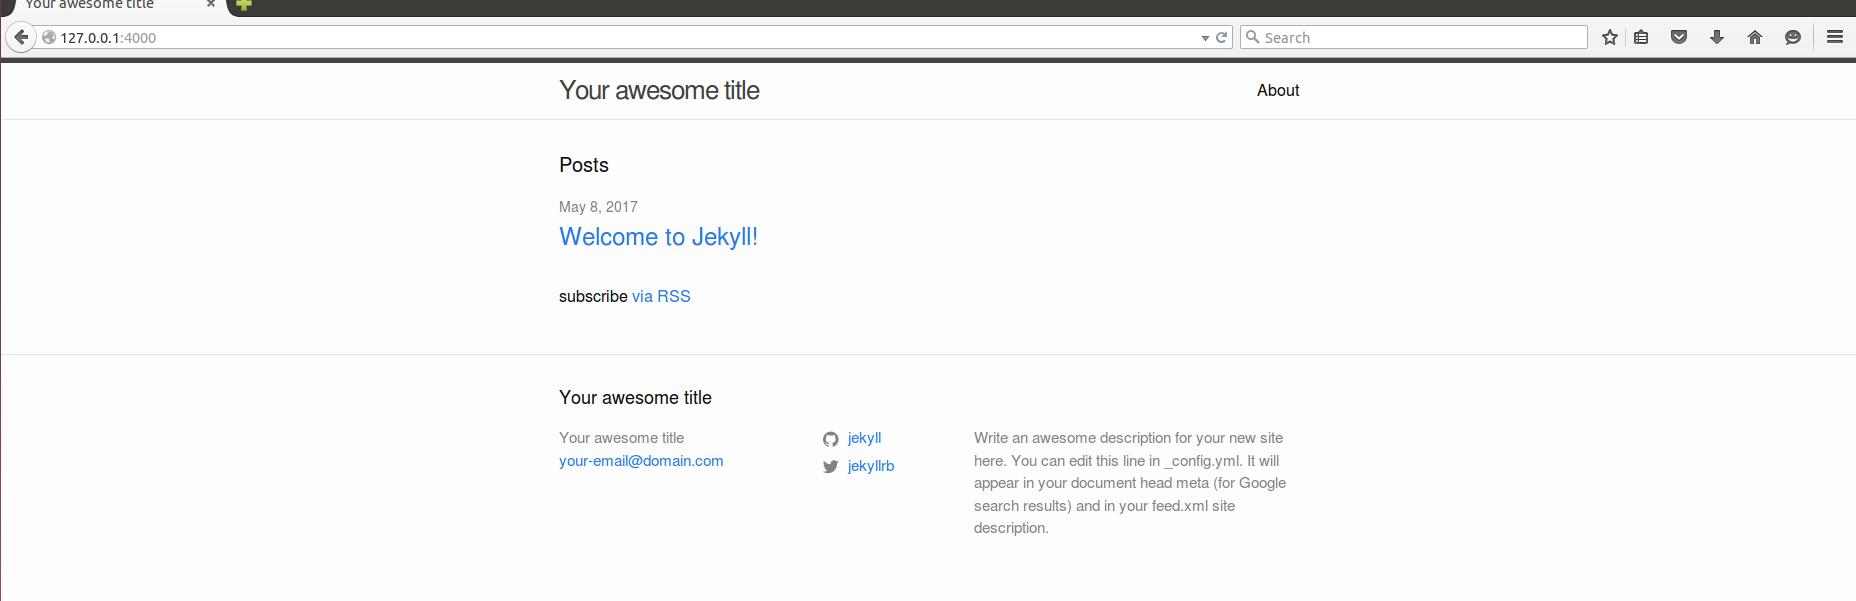 Your awesome title
127.0.0.1:4000
Search
Your awesome title
About
Posts
May 8, 2017
Welcome to Jekyll!
subscribe via RSS
Your awesome title
Your awesome title
your-email@domain.com
jekyll
jekyllrb
Write an awesome description for your new site
here. You can edit this line in _config.yml. It will
appear in your document head meta (for Google
search results) and in your feed.xml site
description.